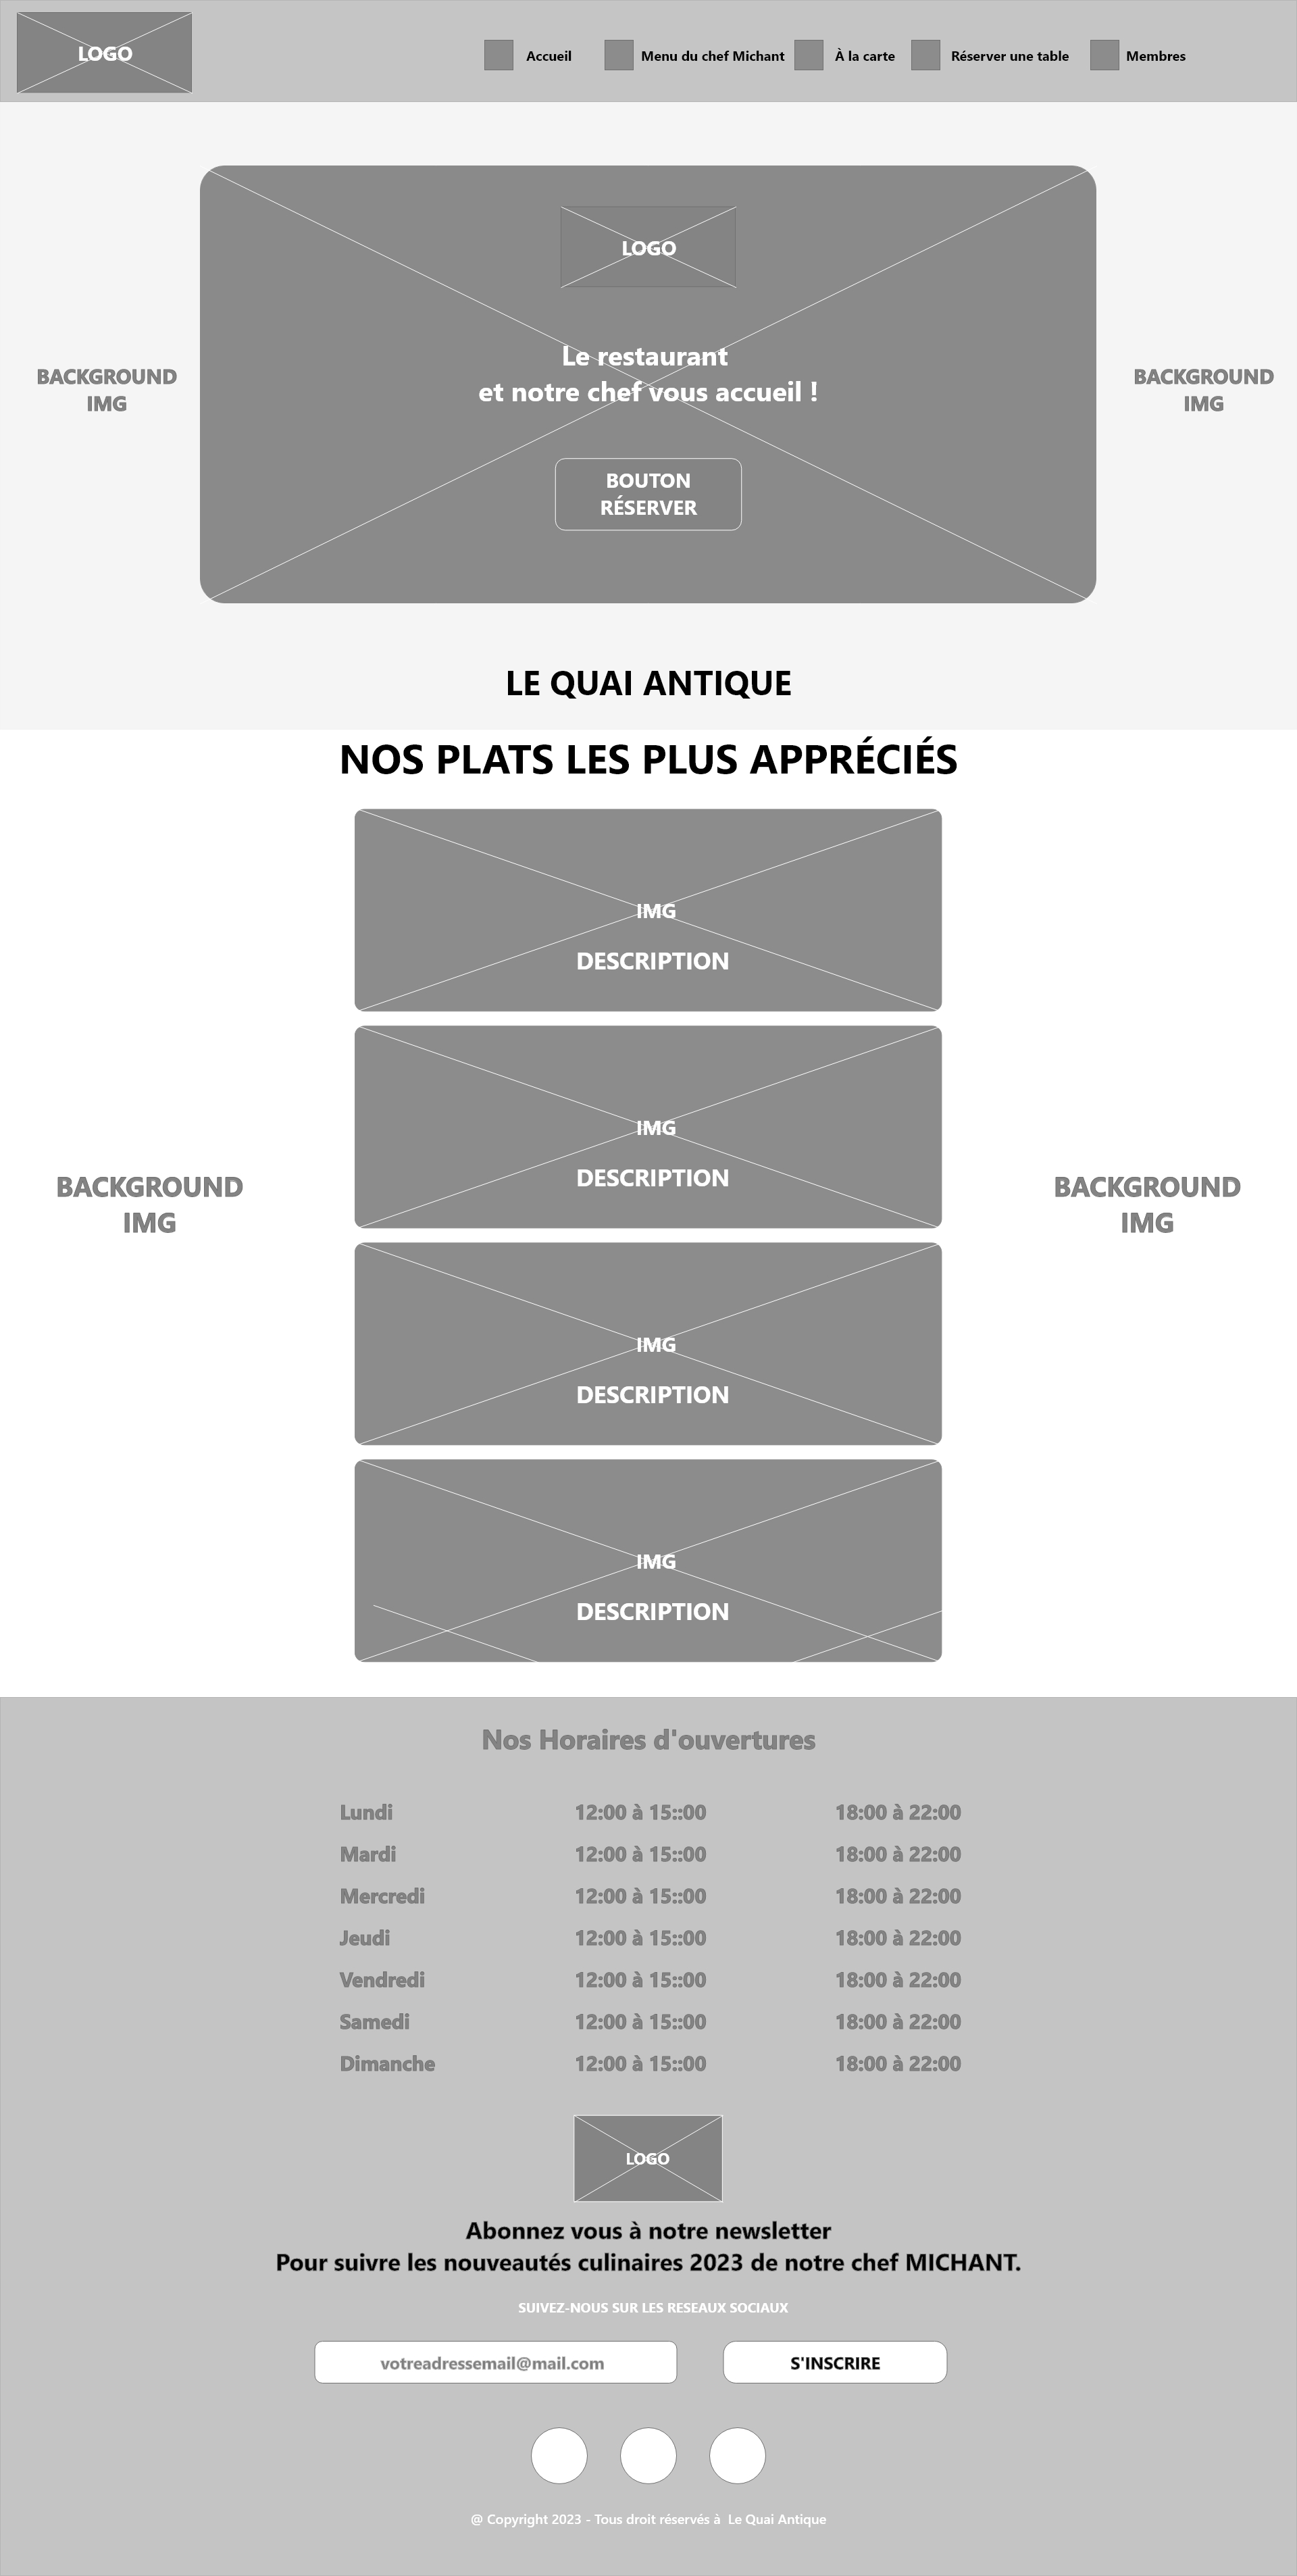 LOGO
Accueil
Menu du chef Michant
À la carte
Réserver une table
Membres
LOGO
Le restaurant
et notre chef vous accueil !
BACKGROUND
IMG
BACKGROUND
IMG
BOUTON
RÉSERVER
LE QUAI ANTIQUE
NOS PLATS LES PLUS APPRÉCIÉS
IMG
DESCRIPTION
IMG
DESCRIPTION
BACKGROUND
IMG
BACKGROUND
IMG
IMG
DESCRIPTION
IMG
DESCRIPTION
Nos Horaires d'ouvertures
Lundi 12:00 à 15::00 18:00 à 22:00
Mardi 12:00 à 15::00 18:00 à 22:00
Mercredi 12:00 à 15::00 18:00 à 22:00
Jeudi 12:00 à 15::00 18:00 à 22:00
Vendredi 12:00 à 15::00 18:00 à 22:00
Samedi 12:00 à 15::00 18:00 à 22:00
Dimanche 12:00 à 15::00 18:00 à 22:00
LOGO
Abonnez vous à notre newsletter
Pour suivre les nouveautés culinaires 2023 de notre chef MICHANT.
SUIVEZ-NOUS SUR LES RESEAUX SOCIAUX
votreadressemail@mail.com
S'INSCRIRE
@ Copyright 2023 - Tous droit réservés à  Le Quai Antique